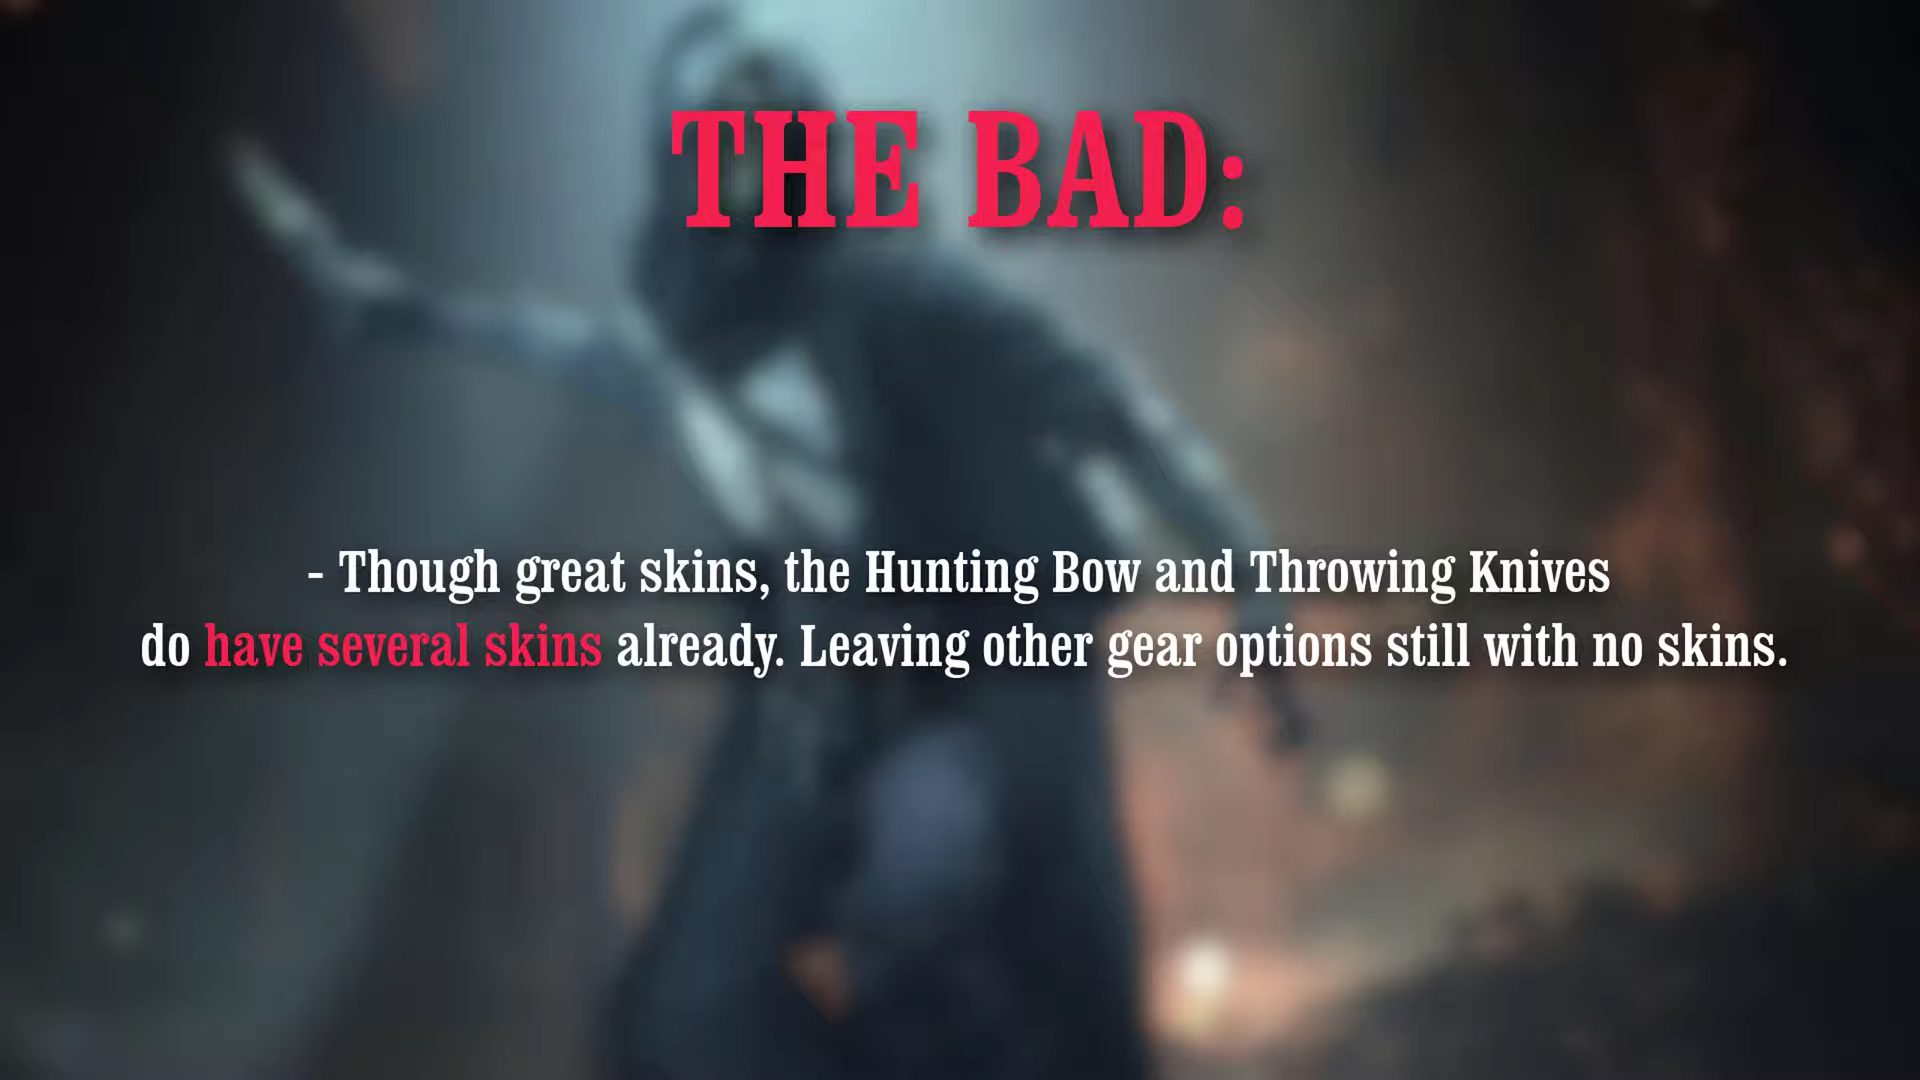 THE BAD:
- Though great skins, the Hunting Bow and Throwing Knives
do have several skins already. Leaving other gear options still with no skins.